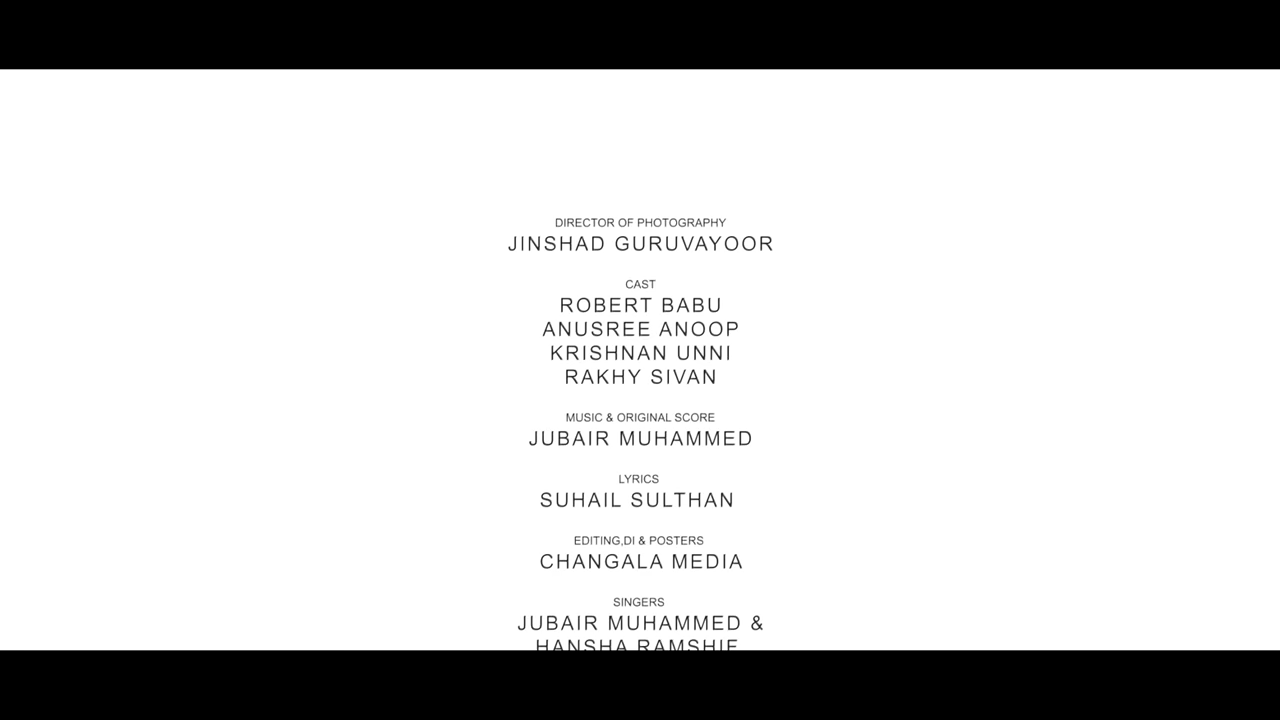 DIRECTOR OF PHOTOGRAPHY
JINSHAD GURUVAYOOR
CAST
ROBERT BABU
ANUSREE ANOOP
KRISHNAN UNNI
RAKHY SIVAN
MUSIC & ORIGINAL SCORE
JUBAIR MUHAMMED
LYRICS
SUHAIL SULTHAN
EDITING,DI & POSTERS
CHANGALA MEDIA
SINGERS
JUBAIR MUHAMMED &
HANSHA